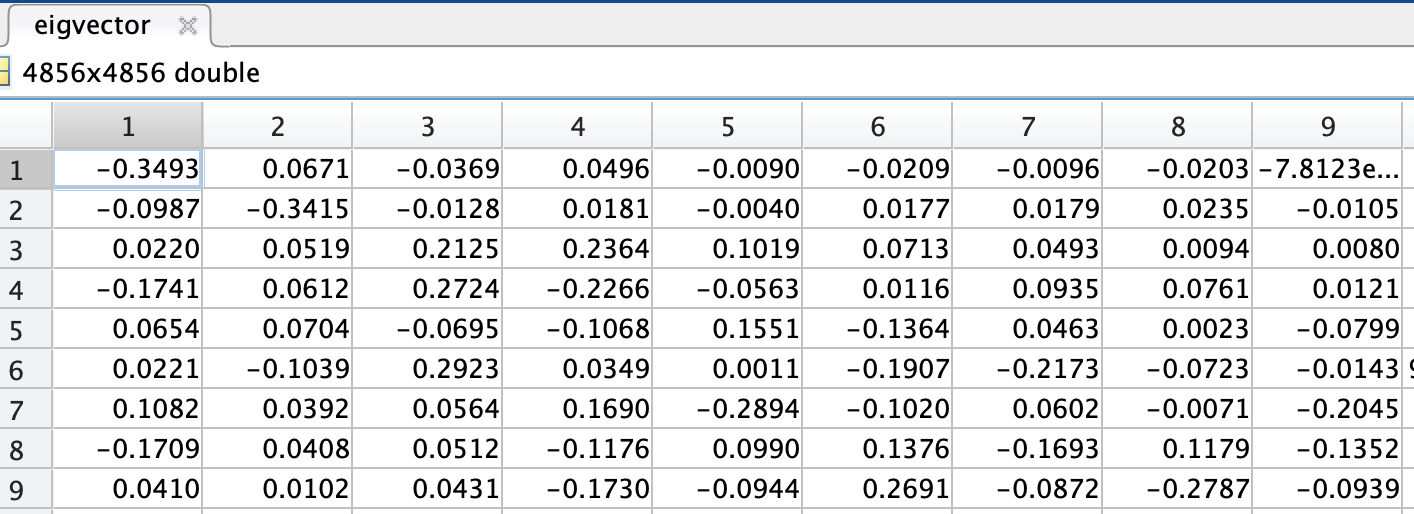 eigvector
4856x4856 double
1 2 3 4 5 6 7 8 9
1 -0.3493 0.0671 -0.0369 0.0496 -0.0090 -0.0209 -0.0096 -0.0203 -7.8123e...
2 -0.0987 -0.3415 -0.0128 0.0181 -0.0040 0.0177 0.0179 0.0235 -0.0105
3 0.0220 0.0519 0.2125 0.2364 0.1019 0.0713 0.0493 0.0094 0.0080
4 -0.1741 0.0612 0.2724 -0.2266 -0.0563 0.0116 0.0935 0.0761 0.0121
5 0.0654 0.0704 -0.0695 -0.1068 0.1551 -0.1364 0.0463 0.0023 -0.0799
6 0.0221 -0.1039 0.2923 0.0349 0.0011 -0.1907 -0.2173 -0.0723 -0.0143
7 0.1082 0.0392 0.0564 0.1690 -0.2894 -0.1020 0.0602 -0.0071 -0.2045
8 -0.1709 0.0408 0.0512 -0.1176 0.0990 0.1376 -0.1693 0.1179 -0.1352
9 0.0410 0.0102 0.0431 -0.1730 -0.0944 0.2691 -0.0872 -0.2787 -0.0939